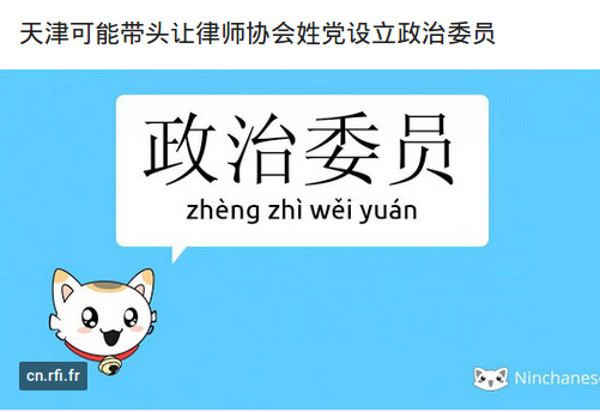 天津可能带头让律师协会姓党设立政治委员
政治委员
zhèng zhì wěi yuán
cn.rfi.fr
Ninchanese